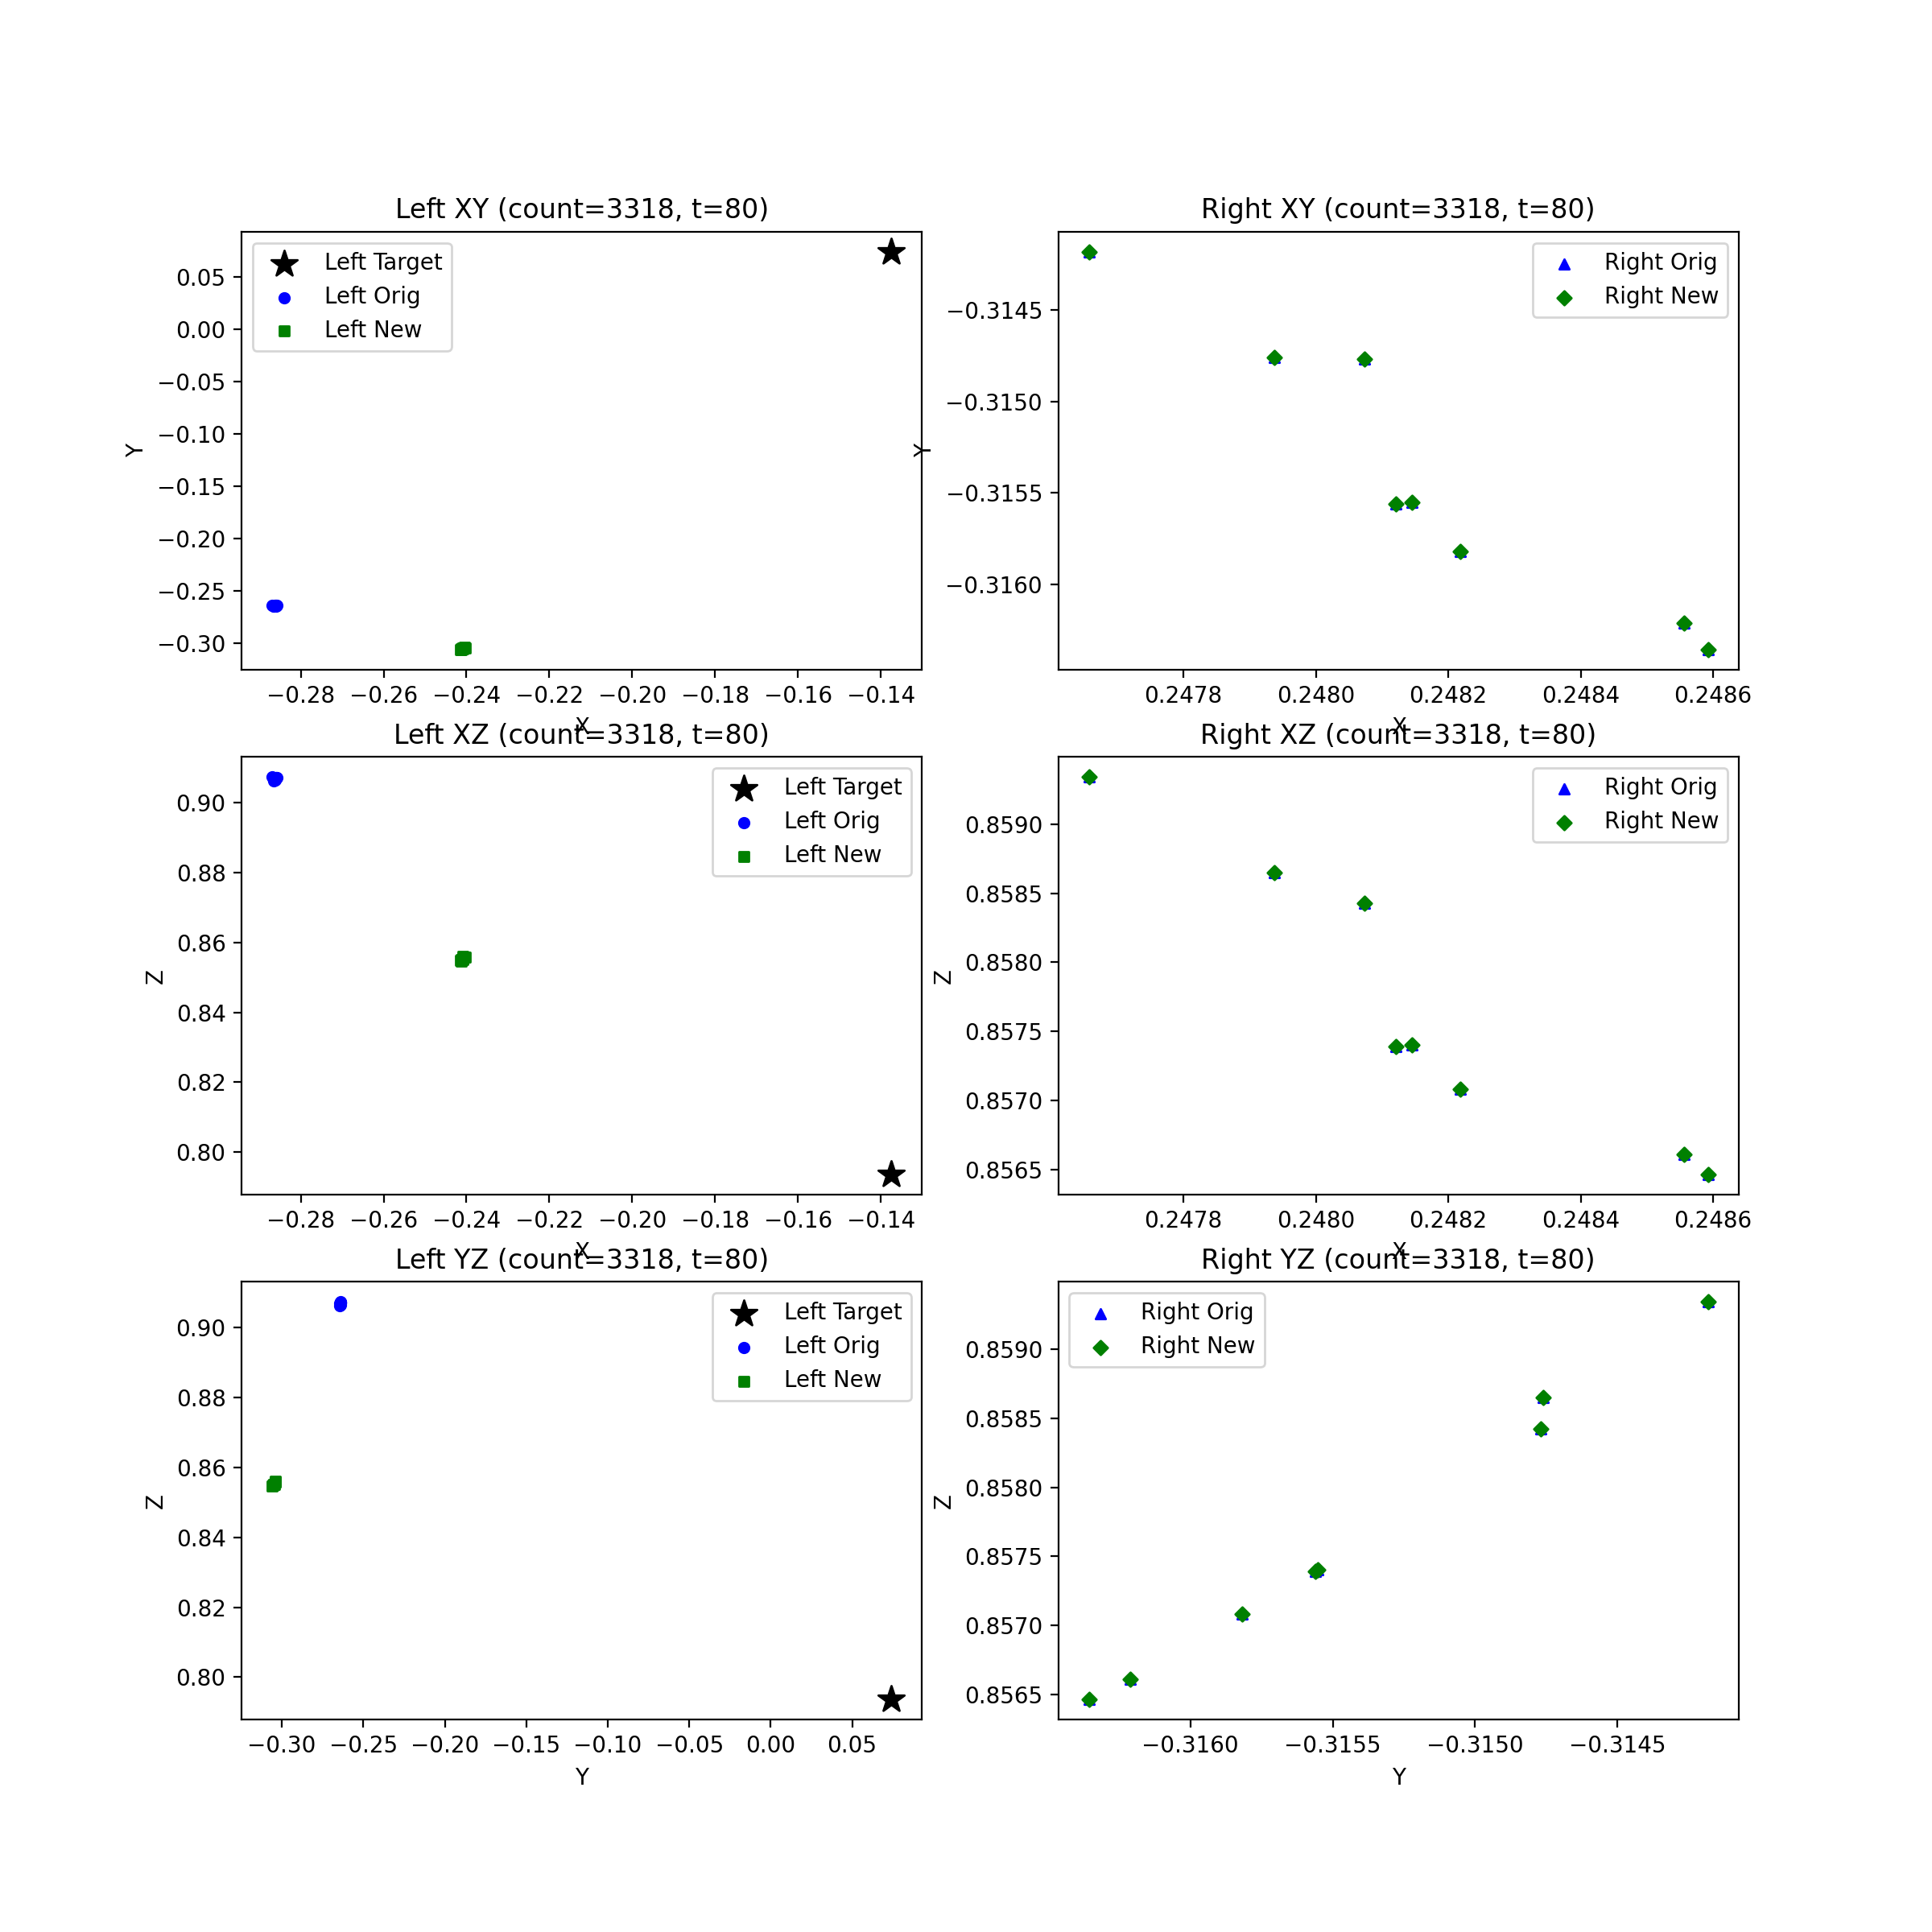 Left XY (count=3318, t=80)
Left Target
Left Orig
Left New
0.05
0.00
−0.05
−0.10
−0.15
−0.20
−0.25
−0.30
Y
−0.28
−0.26
−0.24
−0.22
−0.20
−0.18
−0.16
−0.14
X
Right XY (count=3318, t=80)
Right Orig
Right New
−0.3145
−0.3150
−0.3155
−0.3160
Y
0.2478
0.2480
0.2482
0.2484
0.2486
X
Left XZ (count=3318, t=80)
Left Target
Left Orig
Left New
0.90
0.88
0.86
0.84
0.82
0.80
Z
−0.28
−0.26
−0.24
−0.22
−0.20
−0.18
−0.16
−0.14
X
Right XZ (count=3318, t=80)
Right Orig
Right New
0.8590
0.8585
0.8580
0.8575
0.8570
0.8565
Z
0.2478
0.2480
0.2482
0.2484
0.2486
X
Left YZ (count=3318, t=80)
Left Target
Left Orig
Left New
0.90
0.88
0.86
0.84
0.82
0.80
Z
−0.30
−0.25
−0.20
−0.15
−0.10
−0.05
0.00
0.05
Y
Right YZ (count=3318, t=80)
Right Orig
Right New
0.8590
0.8585
0.8580
0.8575
0.8570
0.8565
Z
−0.3160
−0.3155
−0.3150
−0.3145
Y